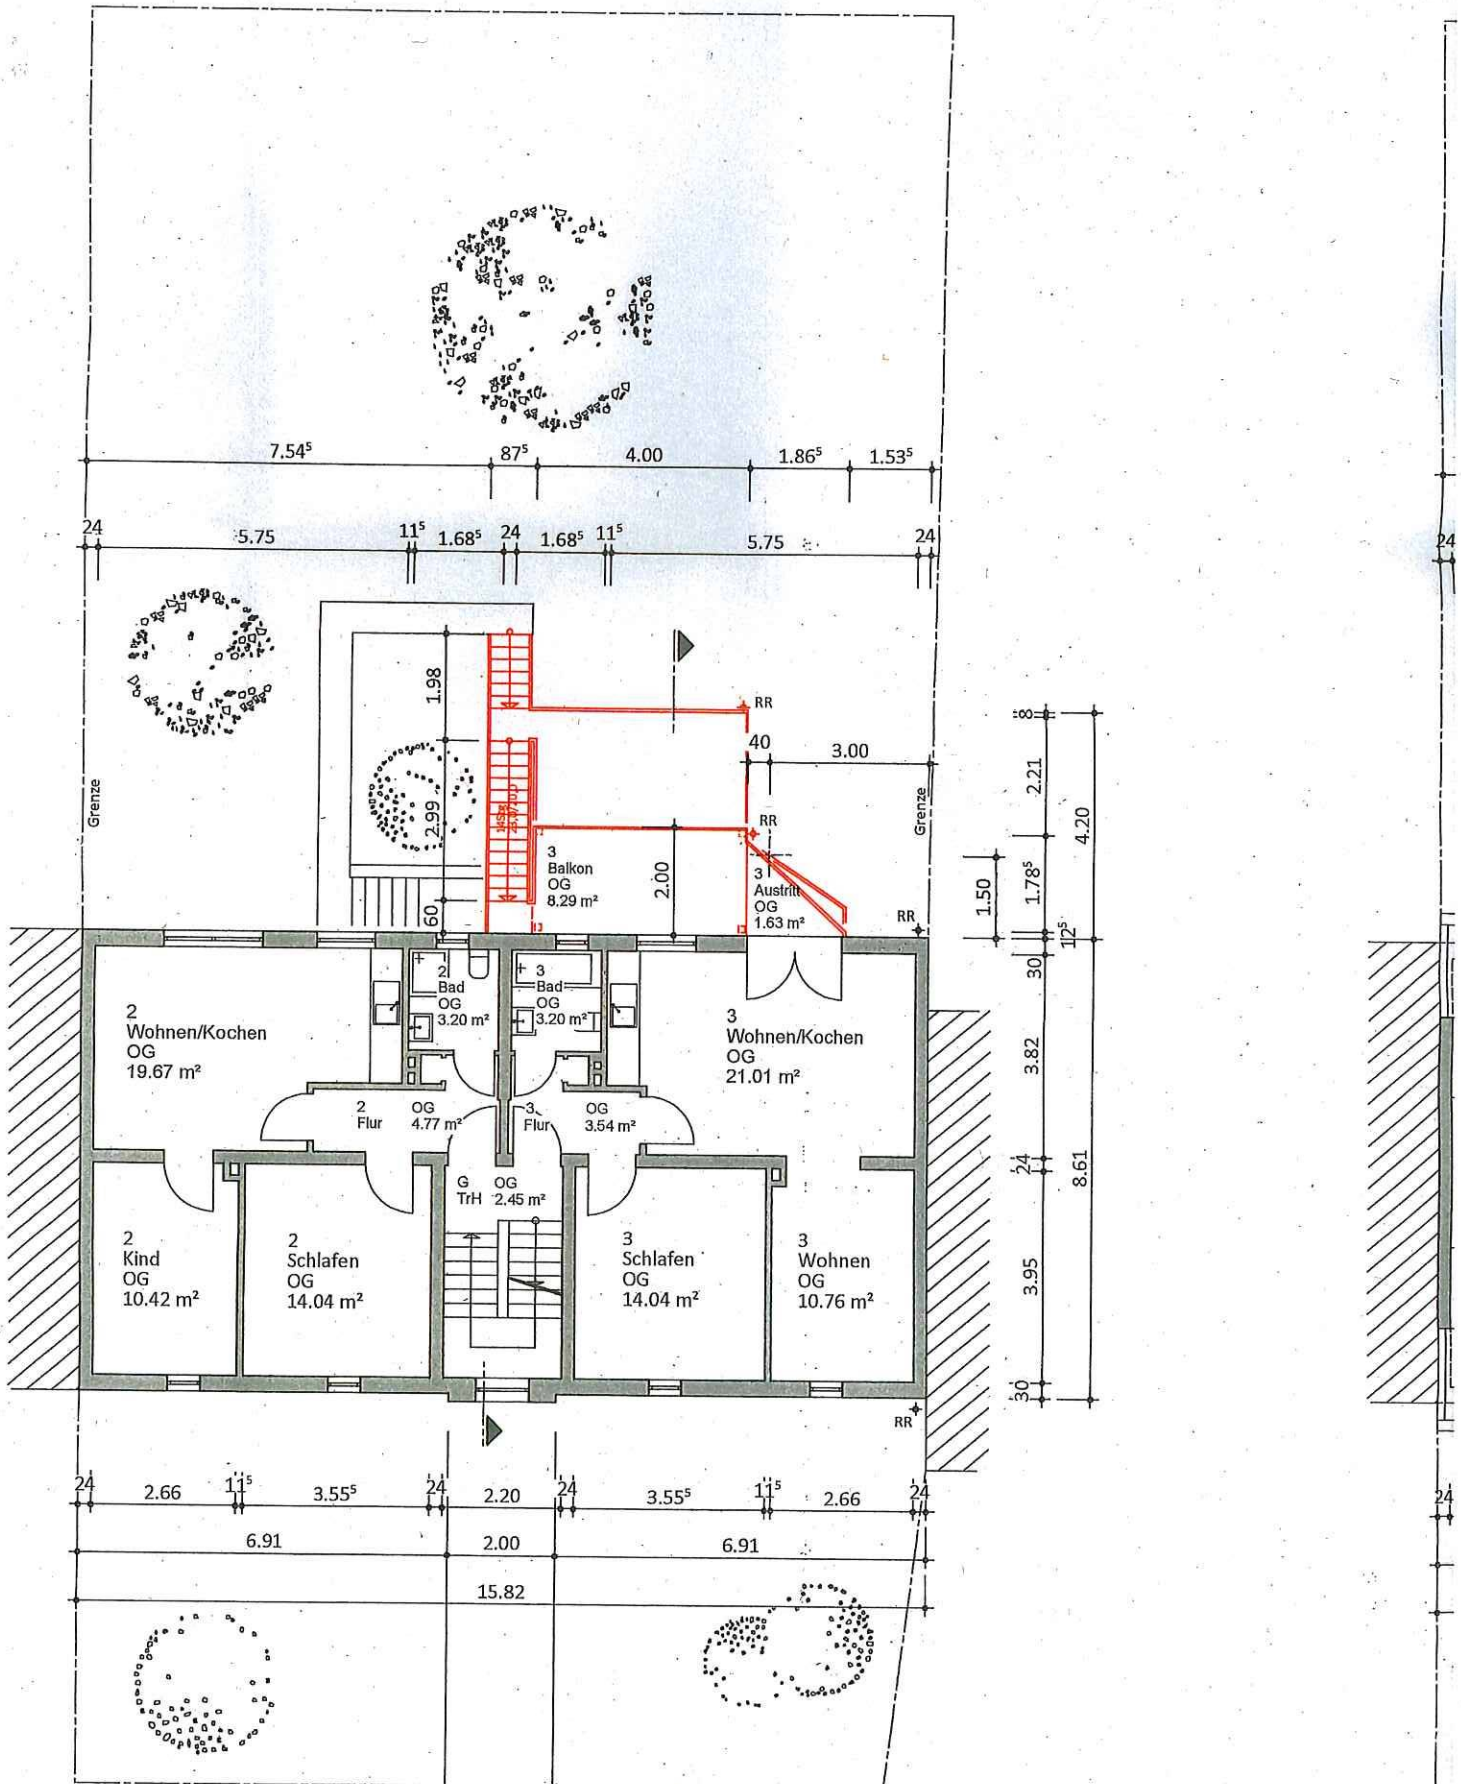 7.54⁵ 87⁵ 4.00 1.86⁵ 1.53⁵
24 5.75 11⁵ 1.68⁵ 24 1.68⁵ 11⁵ 5.75 24
24
1.98
2.99
60
RR
40 3.00
RR
Grenze
Grenze
3
Balkon
OG
8.29 m²
2.00
3
Austritt
OG
1.63 m²
RR
8
2.21
4.20
1.50
1.78⁵
12⁵
30
3.82
24
8.61
3.95
30
2
Wohnen/Kochen
OG
19.67 m²
2
Bad
OG
3.20 m²
3
Bad
OG
3.20 m²
3
Wohnen/Kochen
OG
21.01 m²
2
Flur
OG
4.77 m²
3
Flur
OG
3.54 m²
G OG
TrH 2.45 m²
2
Kind
OG
10.42 m²
2
Schlafen
OG
14.04 m²
3
Schlafen
OG
14.04 m²
3
Wohnen
OG
10.76 m²
RR
24 2.66 11⁵ 3.55⁵ 24 2.20 24 3.55⁵ 11⁵ 2.66 24
24
6.91 2.00 6.91
15.82